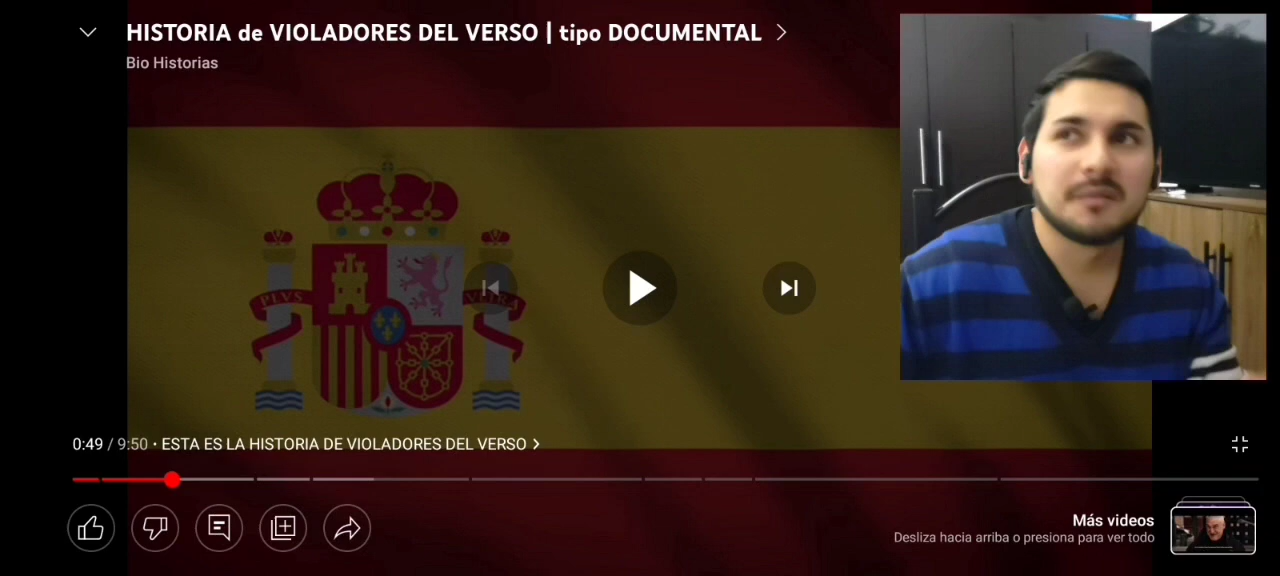 HISTORIA de VIOLADORES DEL VERSO | tipo DOCUMENTAL
Bio Historias
PLVS
VLTRA
0:49 / 9:50 • ESTA ES LA HISTORIA DE VIOLADORES DEL VERSO
Más videos
Desliza hacia arriba o presiona para ver todo